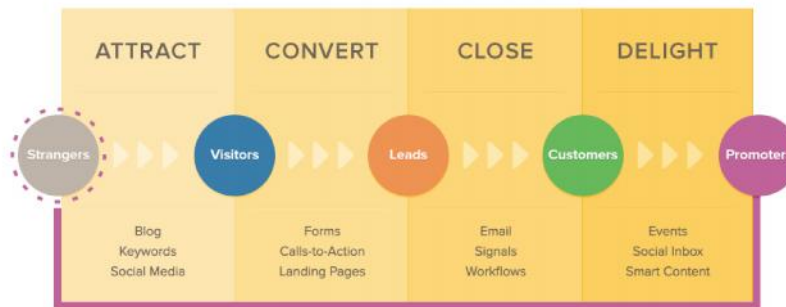 ATTRACT CONVERT CLOSE DELIGHT
Strangers Visitors Leads Customers Promoter
Blog Forms Email Events
Keywords Calls-to-Action Signals Social Inbox
Social Media Landing Pages Workflows Smart Content